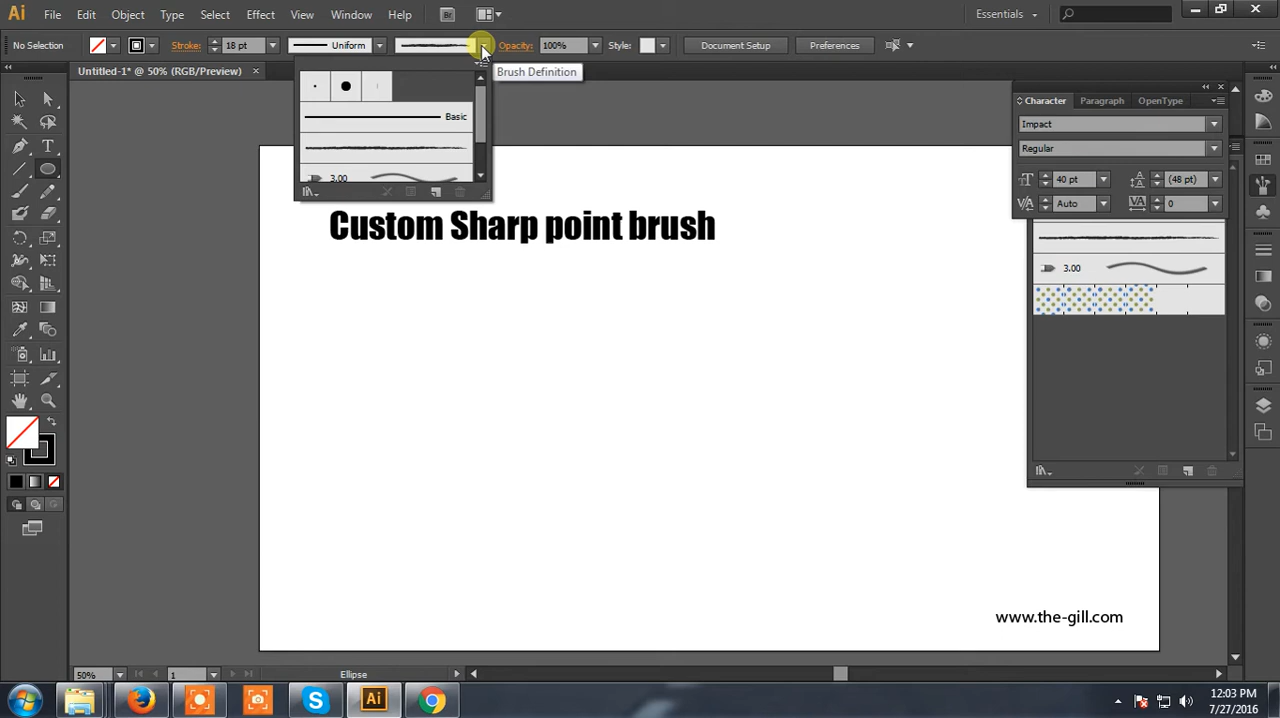 Ai File Edit Object Type Select Effect View Window Help Br Essentials
No Selection Stroke: 18 pt Uniform Opacity: 100% Style: Document Setup Preferences
Untitled-1* @ 50% (RGB/Preview) ×
Brush Definition
Basic
3.00
Character Paragraph OpenType
Impact
Regular
40 pt (48 pt)
Auto 0
3.00
Custom Sharp point brush
www.the-gill.com
50% 1 Ellipse
Ai
12:03 PM
7/27/2016